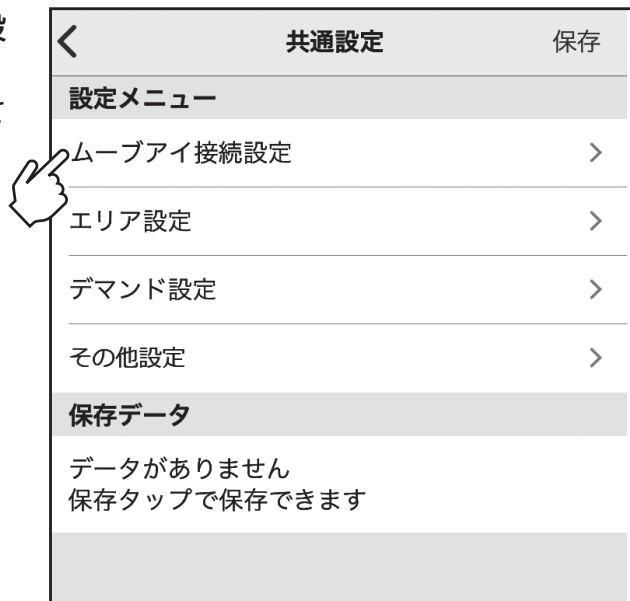 共通設定
保存
設定メニュー
ムーブアイ接続設定
エリア設定
デマンド設定
その他設定
保存データ
データがありません
保存タップで保存できます